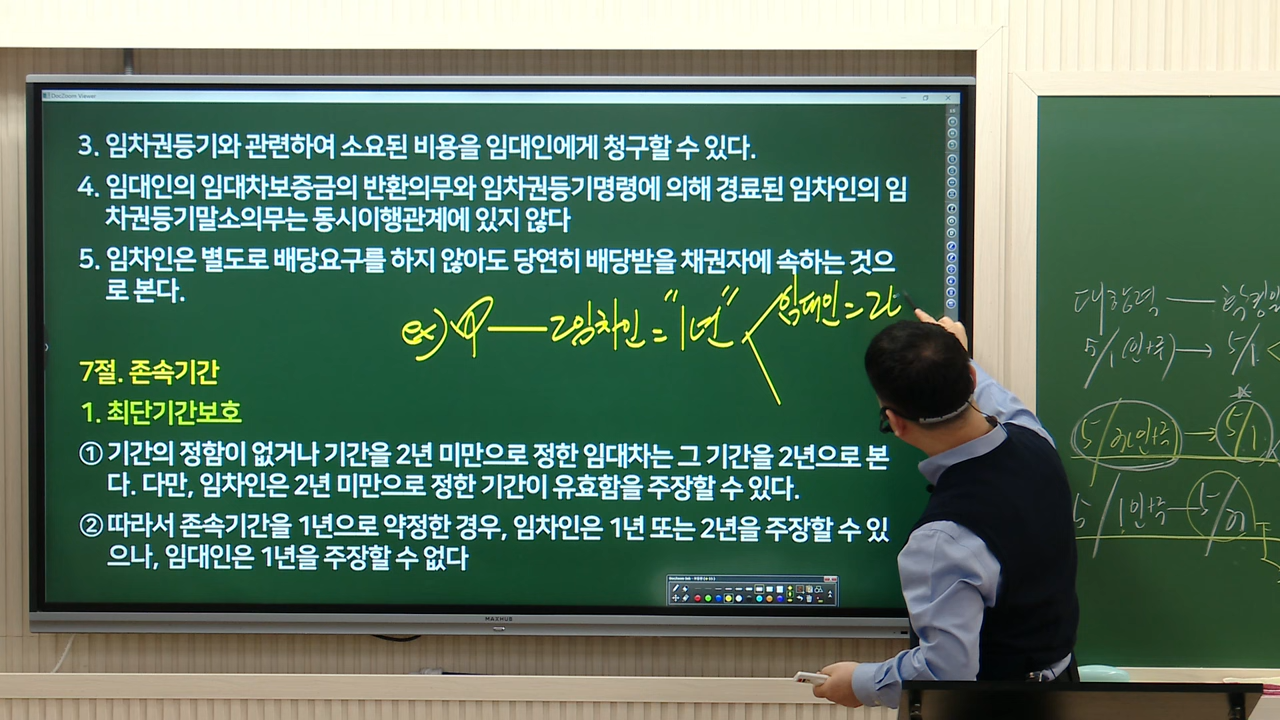 DocZoom Viewer
3. 임차권등기와 관련하여 소요된 비용을 임대인에게 청구할 수 있다.
4. 임대인의 임대차보증금의 반환의무와 임차권등기명령에 의해 경료된 임차인의 임
차권등기말소의무는 동시이행관계에 있지 않다
5. 임차인은 별도로 배당요구를 하지 않아도 당연히 배당받을 채권자에 속하는 것으
로 본다.
ex) 甲 乙임차인 = "1년" 임대인 = 2
7절. 존속기간
1. 최단기간보호
① 기간의 정함이 없거나 기간을 2년 미만으로 정한 임대차는 그 기간을 2년으로 본
다. 다만, 임차인은 2년 미만으로 정한 기간이 유효함을 주장할 수 있다.
② 따라서 존속기간을 1년으로 약정한 경우, 임차인은 1년 또는 2년을 주장할 수 있
으나, 임대인은 1년을 주장할 수 없다
MAXHUB
대항력
5/1 (인+주) → 5/1
5/1 인+주